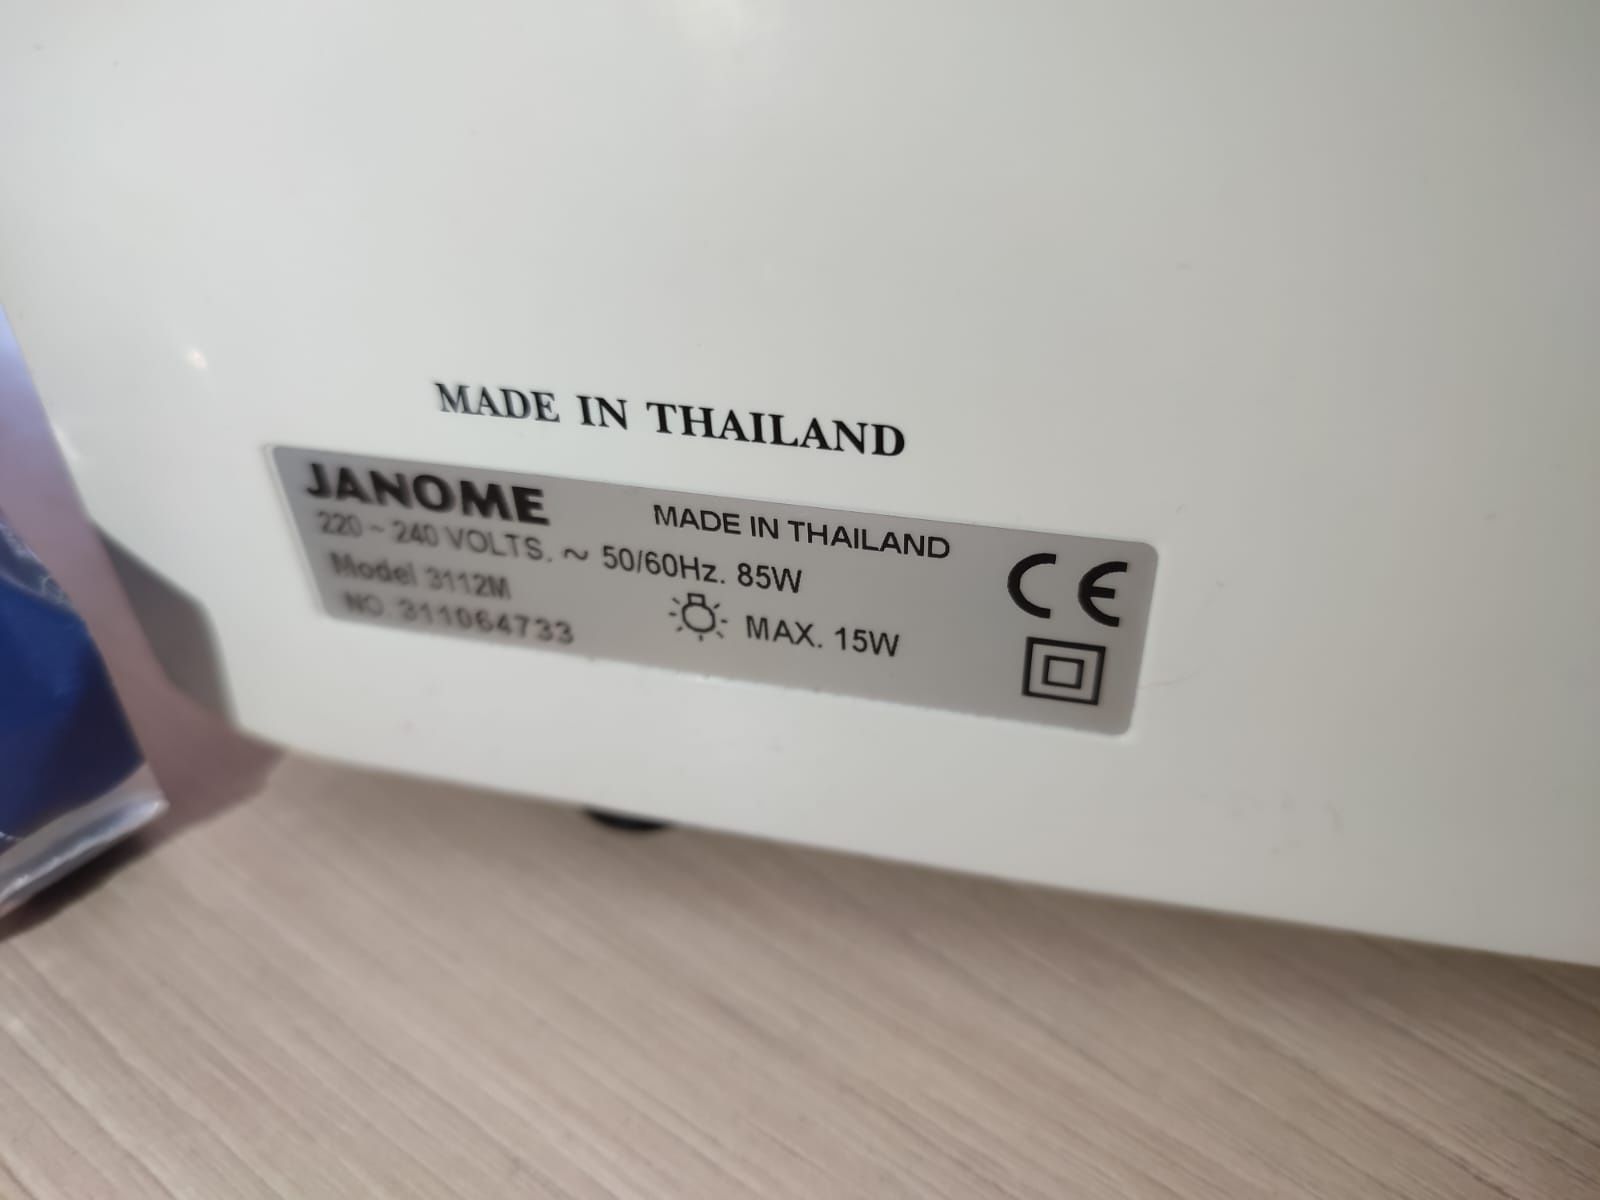 MADE IN THAILAND
JANOME MADE IN THAILAND
220 ~ 240 VOLTS. ~ 50/60Hz. 85W
Model 3112M
MAX. 15W
NO. 311064733
CE